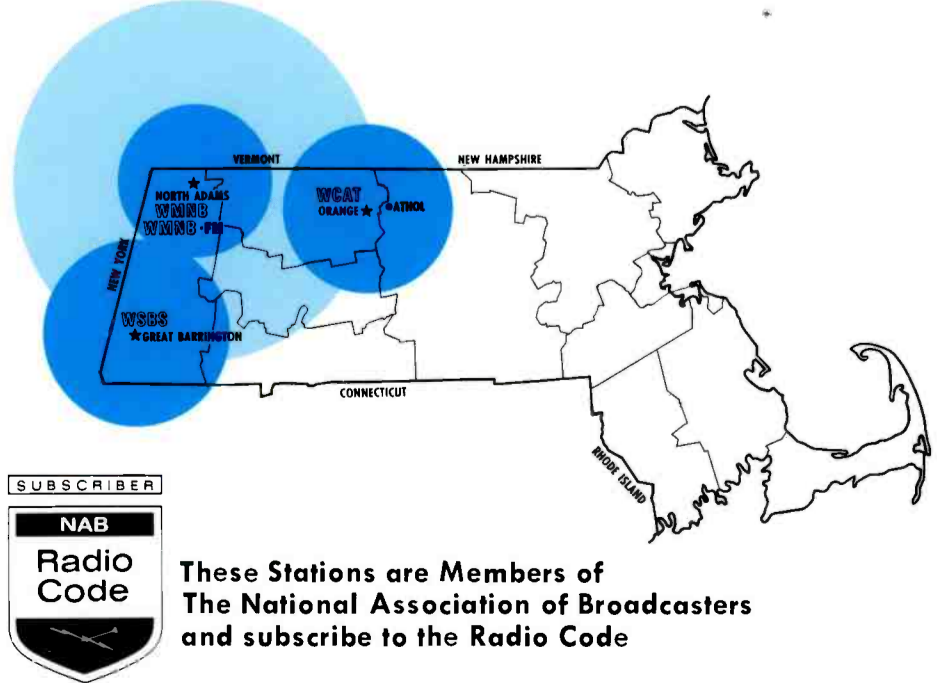 VERMONT
NEW HAMPSHIRE
NORTH ADAMS
WMNB
WMNB-FM
WCAT
ORANGE
ATHOL
NEW YORK
WSBS
GREAT BARRINGTON
CONNECTICUT
RHODE ISLAND
SUBSCRIBER
NAB
Radio
Code
These Stations are Members of
The National Association of Broadcasters
and subscribe to the Radio Code